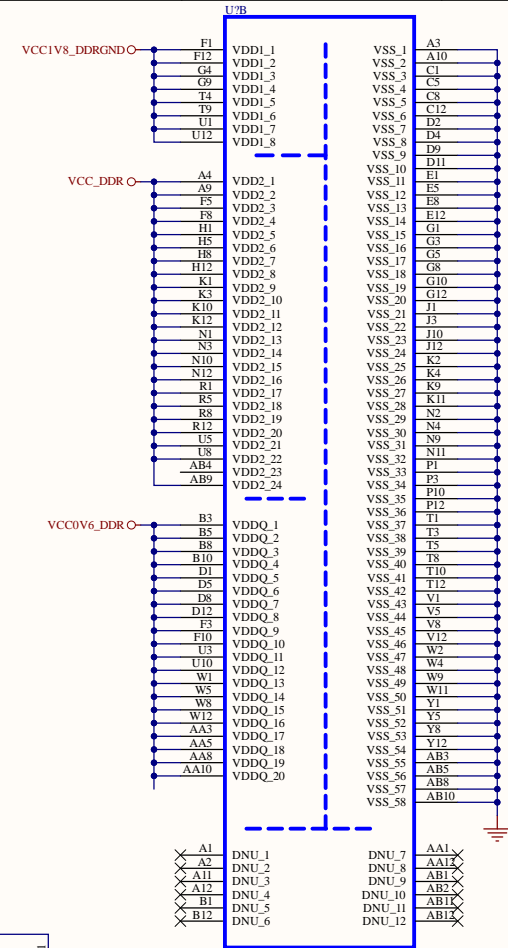 U?B
VCC1V8_DDRGND F1 VDD1_1 VSS_1 A3
F12 VDD1_2 VSS_2 A10
G4 VDD1_3 VSS_3 C1
G9 VDD1_4 VSS_4 C5
T4 VDD1_5 VSS_5 C8
T9 VDD1_6 VSS_6 C12
U1 VDD1_7 VSS_7 D2
U12 VDD1_8 VSS_8 D4
VSS_9 D9
VSS_10 D11
VCC_DDR A4 VDD2_1 VSS_11 E1
A9 VDD2_2 VSS_12 E5
F5 VDD2_3 VSS_13 E8
F8 VDD2_4 VSS_14 E12
H1 VDD2_5 VSS_15 G1
H5 VDD2_6 VSS_16 G3
H8 VDD2_7 VSS_17 G5
H12 VDD2_8 VSS_18 G8
K1 VDD2_9 VSS_19 G10
K3 VDD2_10 VSS_20 G12
K10 VDD2_11 VSS_21 J1
K12 VDD2_12 VSS_22 J3
N1 VDD2_13 VSS_23 J10
N3 VDD2_14 VSS_24 J12
N10 VDD2_15 VSS_25 K2
N12 VDD2_16 VSS_26 K4
R1 VDD2_17 VSS_27 K9
R5 VDD2_18 VSS_28 K11
R8 VDD2_19 VSS_29 N2
R12 VDD2_20 VSS_30 N4
U5 VDD2_21 VSS_31 N9
U8 VDD2_22 VSS_32 N11
AB4 VDD2_23 VSS_33 P1
AB9 VDD2_24 VSS_34 P3
VSS_35 P10
VSS_36 P12
VCC0V6_DDR B3 VDDQ_1 VSS_37 T1
B5 VDDQ_2 VSS_38 T3
B8 VDDQ_3 VSS_39 T5
B10 VDDQ_4 VSS_40 T8
D1 VDDQ_5 VSS_41 T10
D5 VDDQ_6 VSS_42 T12
D8 VDDQ_7 VSS_43 V1
D12 VDDQ_8 VSS_44 V5
F3 VDDQ_9 VSS_45 V8
F10 VDDQ_10 VSS_46 V12
U3 VDDQ_11 VSS_47 W2
U10 VDDQ_12 VSS_48 W4
W1 VDDQ_13 VSS_49 W9
W5 VDDQ_14 VSS_50 W11
W8 VDDQ_15 VSS_51 Y1
W12 VDDQ_16 VSS_52 Y5
AA3 VDDQ_17 VSS_53 Y8
AA5 VDDQ_18 VSS_54 Y12
AA8 VDDQ_19 VSS_55 AB3
AA10 VDDQ_20 VSS_56 AB5
VSS_57 AB8
VSS_58 AB10
A1 DNU_1 DNU_7 AA1
A2 DNU_2 DNU_8 AA12
A11 DNU_3 DNU_9 AB1
A12 DNU_4 DNU_10 AB2
B1 DNU_5 DNU_11 AB11
B12 DNU_6 DNU_12 AB12
1